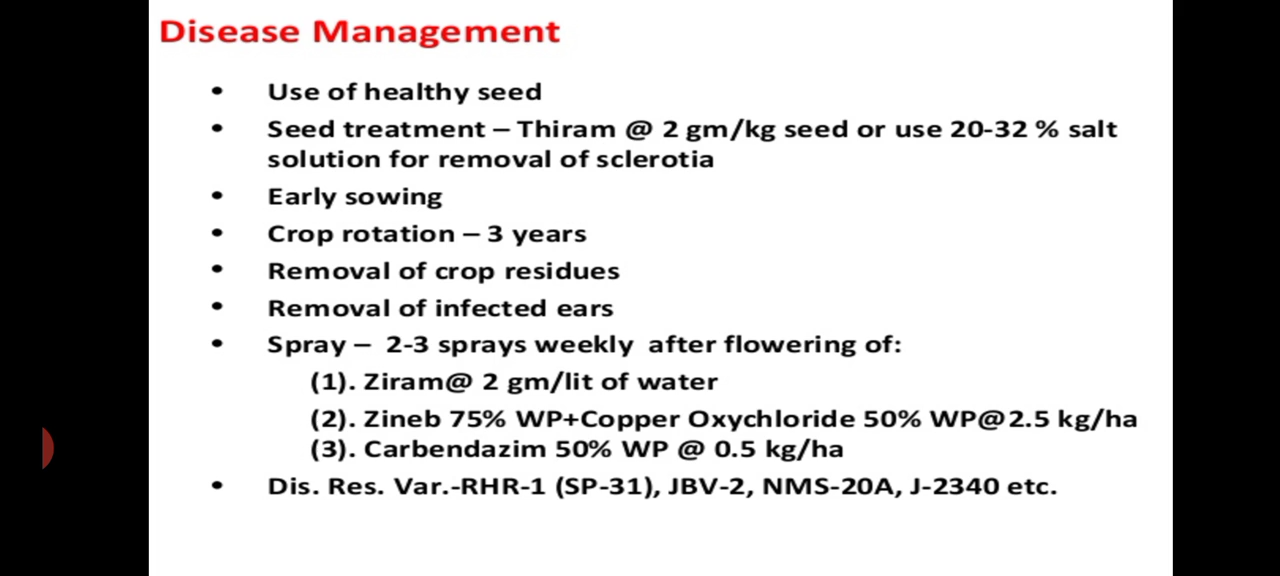 Disease Management
• Use of healthy seed
• Seed treatment – Thiram @ 2 gm/kg seed or use 20-32 % salt
solution for removal of sclerotia
• Early sowing
• Crop rotation – 3 years
• Removal of crop residues
• Removal of infected ears
• Spray – 2-3 sprays weekly after flowering of:
(1). Ziram@ 2 gm/lit of water
(2). Zineb 75% WP+Copper Oxychloride 50% WP@2.5 kg/ha
(3). Carbendazim 50% WP @ 0.5 kg/ha
• Dis. Res. Var.-RHR-1 (SP-31), JBV-2, NMS-20A, J-2340 etc.